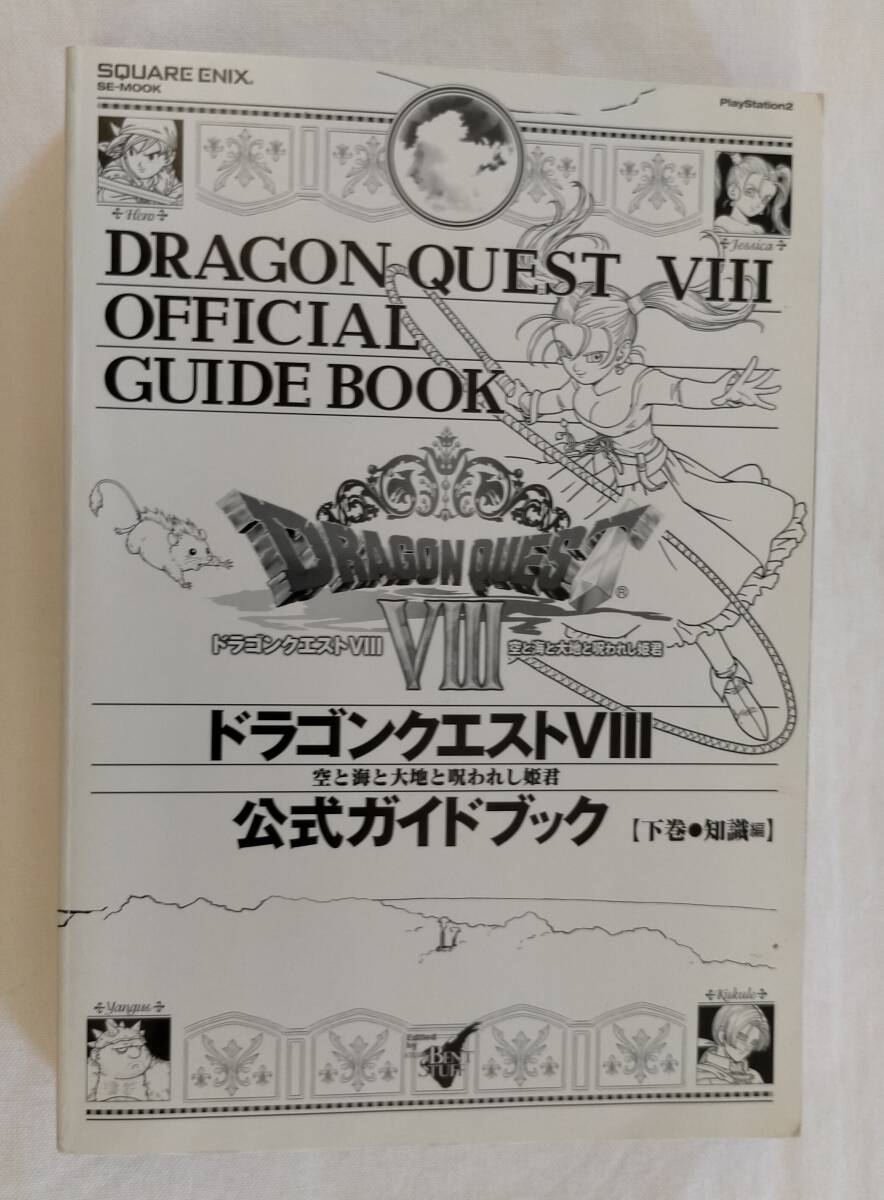 SQUARE ENIX®
SE-MOOK
PlayStation2
Hero
Jessica
DRAGON QUEST VIII
OFFICIAL
GUIDE BOOK
DRAGON QUEST®
VIII
ドラゴンクエストVIII
空と海と大地と呪われし姫君
ドラゴンクエストVIII
空と海と大地と呪われし姫君
公式ガイドブック【下巻●知識編】
Yangus
Kukule
Edited
by
BENT
STUFF